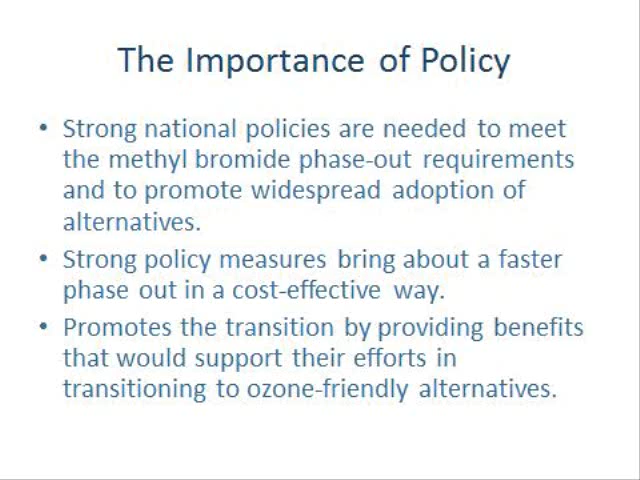 The Importance of Policy
• Strong national policies are needed to meet
the methyl bromide phase-out requirements
and to promote widespread adoption of
alternatives.
• Strong policy measures bring about a faster
phase out in a cost-effective way.
• Promotes the transition by providing benefits
that would support their efforts in
transitioning to ozone-friendly alternatives.